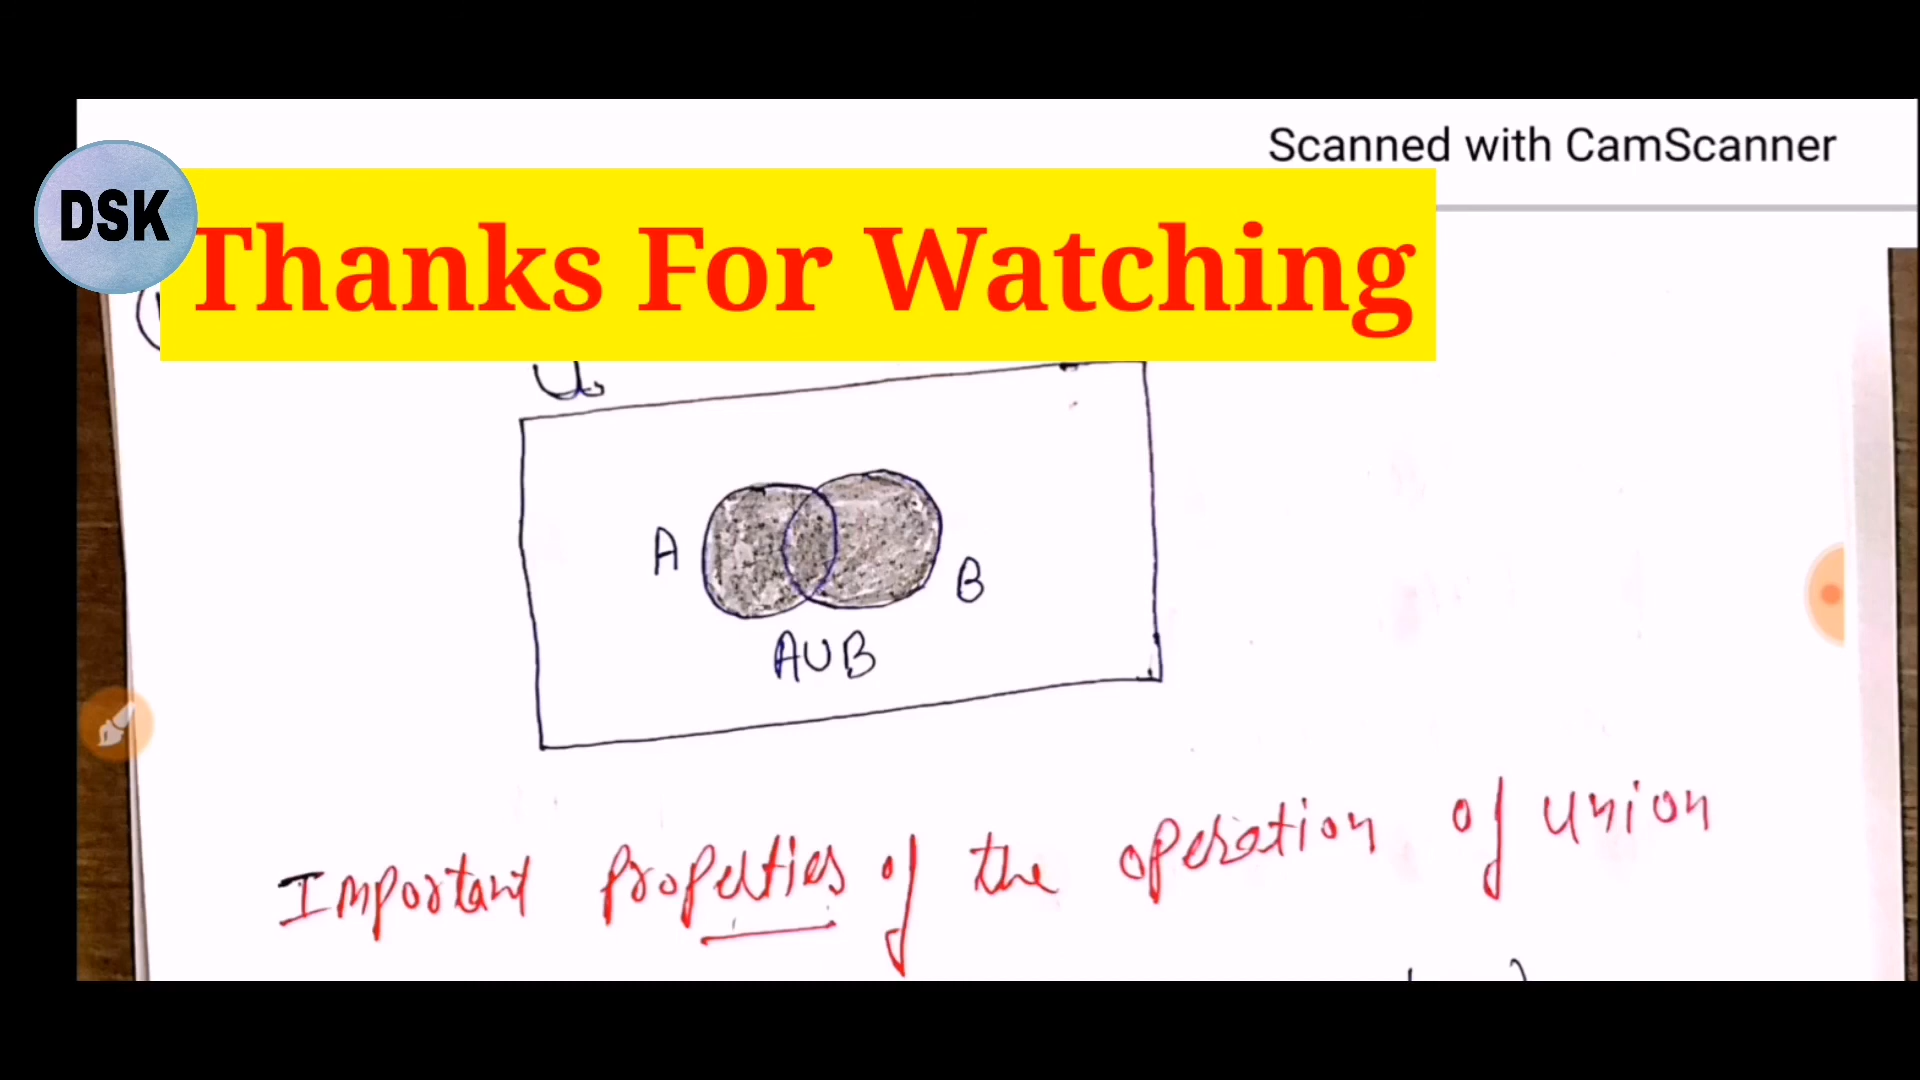 Scanned with CamScanner
DSK
Thanks For Watching
U
A
B
AUB
Important properties of the operation of union